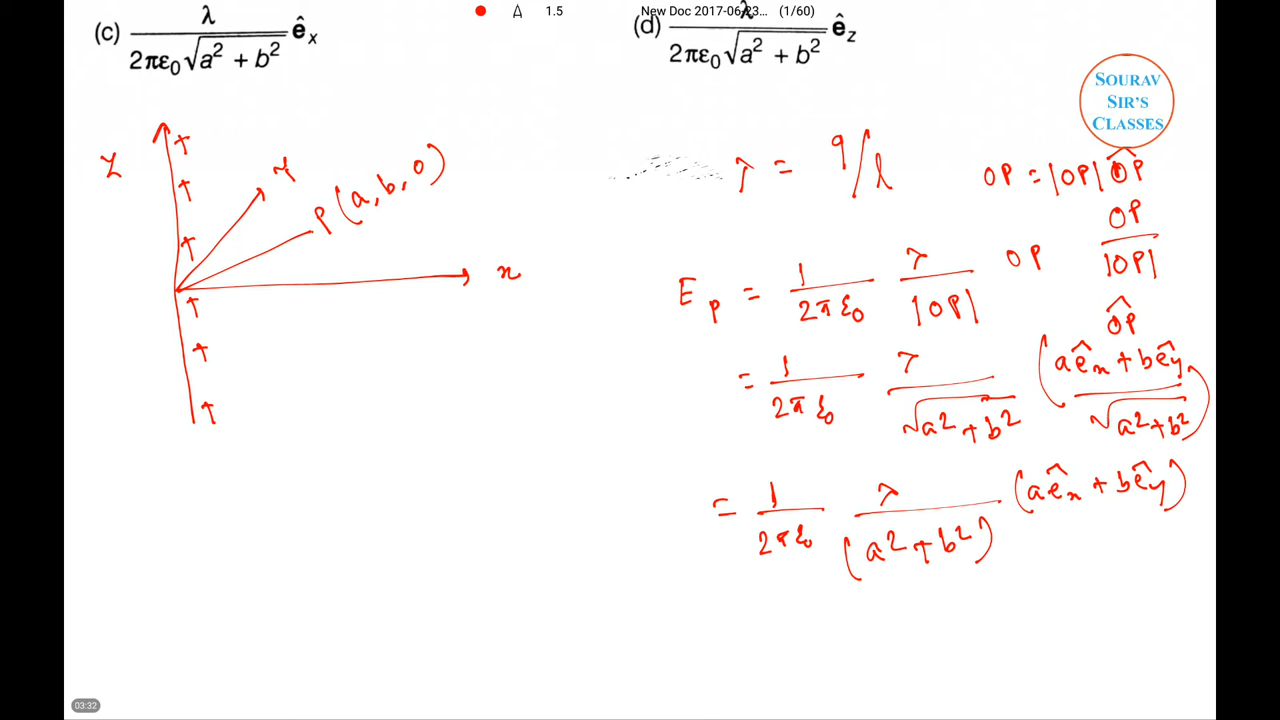 A 1.5 New Doc 2017-06-23... (1/60)
(c) λ / 2πε₀√a² + b² ê_x
(d) λ / 2πε₀√a² + b² ê_z
SOURAV
SIR'S
CLASSES
Z
Y
P (a, b, 0)
x
+ + + + + +
λ = q/l
OP = |OP| ÔP
OP / |OP|
E_p = 1 / 2πε₀ λ / |OP| OP
ÔP
= 1 / 2πε₀ λ / √a² + b² (aê_x + bê_y / √a² + b²)
= 1 / 2πε₀ λ / (a² + b²) (aê_x + bê_y)
03:32